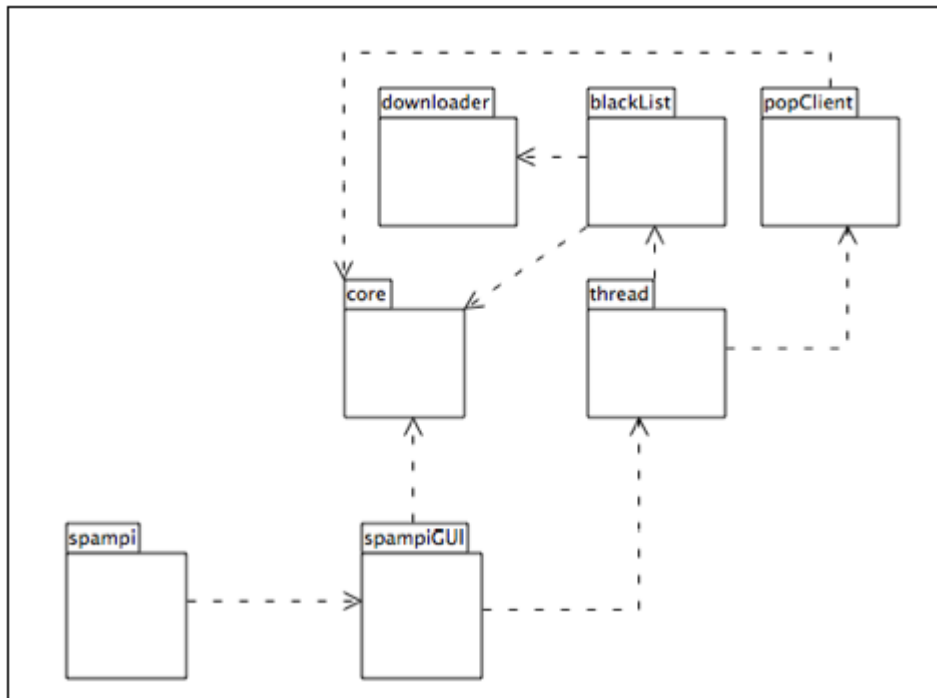 downloader
blackList
popClient
core
thread
spampi
spampiGUI